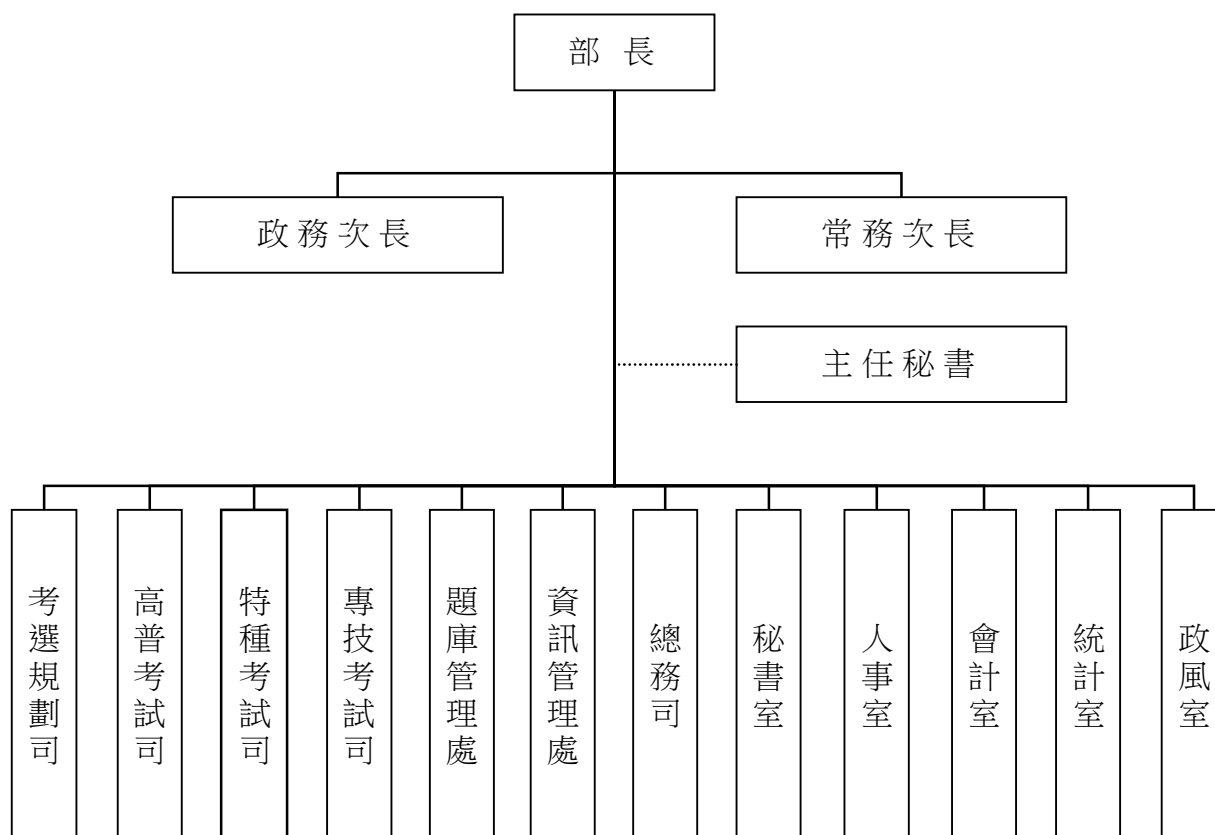 部 長
政務次長
常務次長
主任秘書
考選規劃司
高普考試司
特種考試司
專技考試司
題庫管理處
資訊管理處
總務司
秘書室
人事室
會計室
統計室
政風室